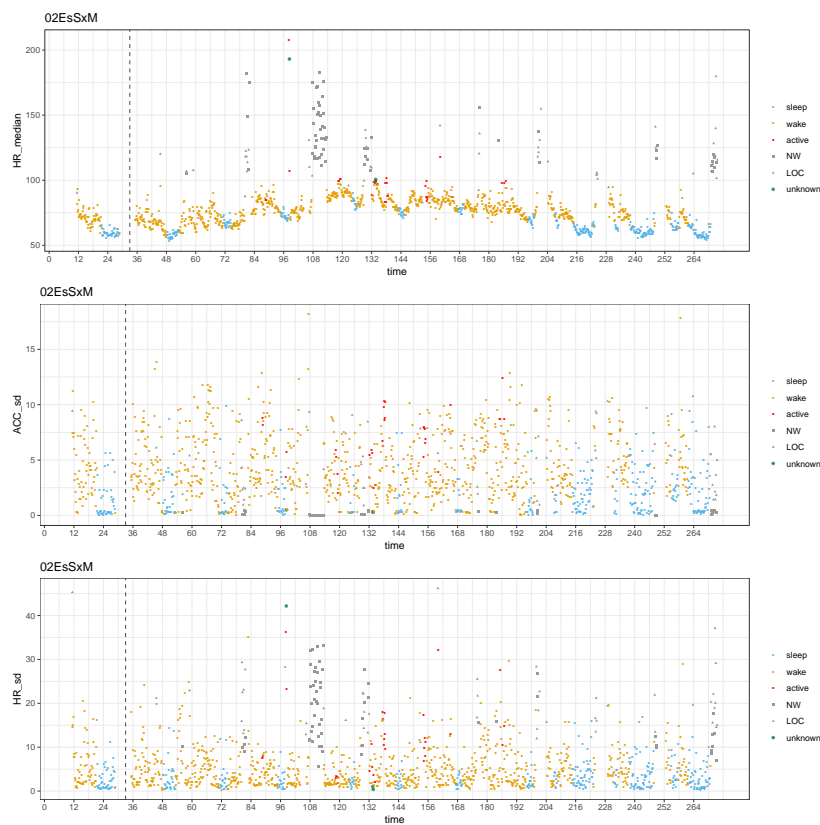 02EsSxM
200
150
100
50
HR_median
0 12 24 36 48 60 72 84 96 108 120 132 144 156 168 180 192 204 216 228 240 252 264
time
sleep
wake
active
NW
LOC
unknown
02EsSxM
15
10
5
0
ACC_sd
0 12 24 36 48 60 72 84 96 108 120 132 144 156 168 180 192 204 216 228 240 252 264
time
sleep
wake
active
NW
LOC
unknown
02EsSxM
40
30
20
10
0
HR_sd
0 12 24 36 48 60 72 84 96 108 120 132 144 156 168 180 192 204 216 228 240 252 264
time
sleep
wake
active
NW
LOC
unknown